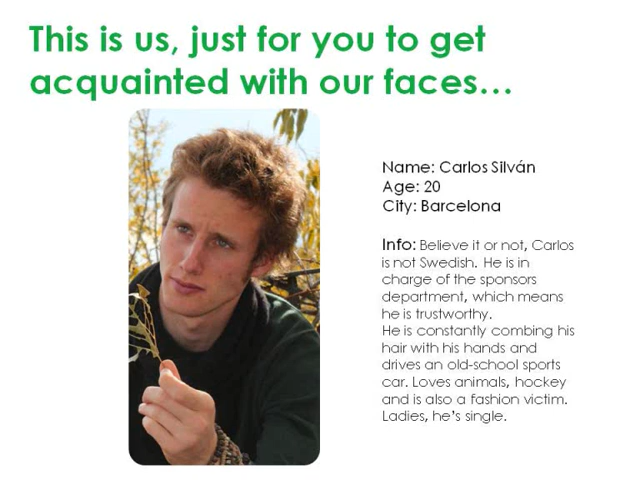 This is us, just for you to get
acquainted with our faces…
Name: Carlos Silván
Age: 20
City: Barcelona
Info: Believe it or not, Carlos
is not Swedish. He is in
charge of the sponsors
department, which means
he is trustworthy.
He is constantly combing his
hair with his hands and
drives an old-school sports
car. Loves animals, hockey
and is also a fashion victim.
Ladies, he's single.